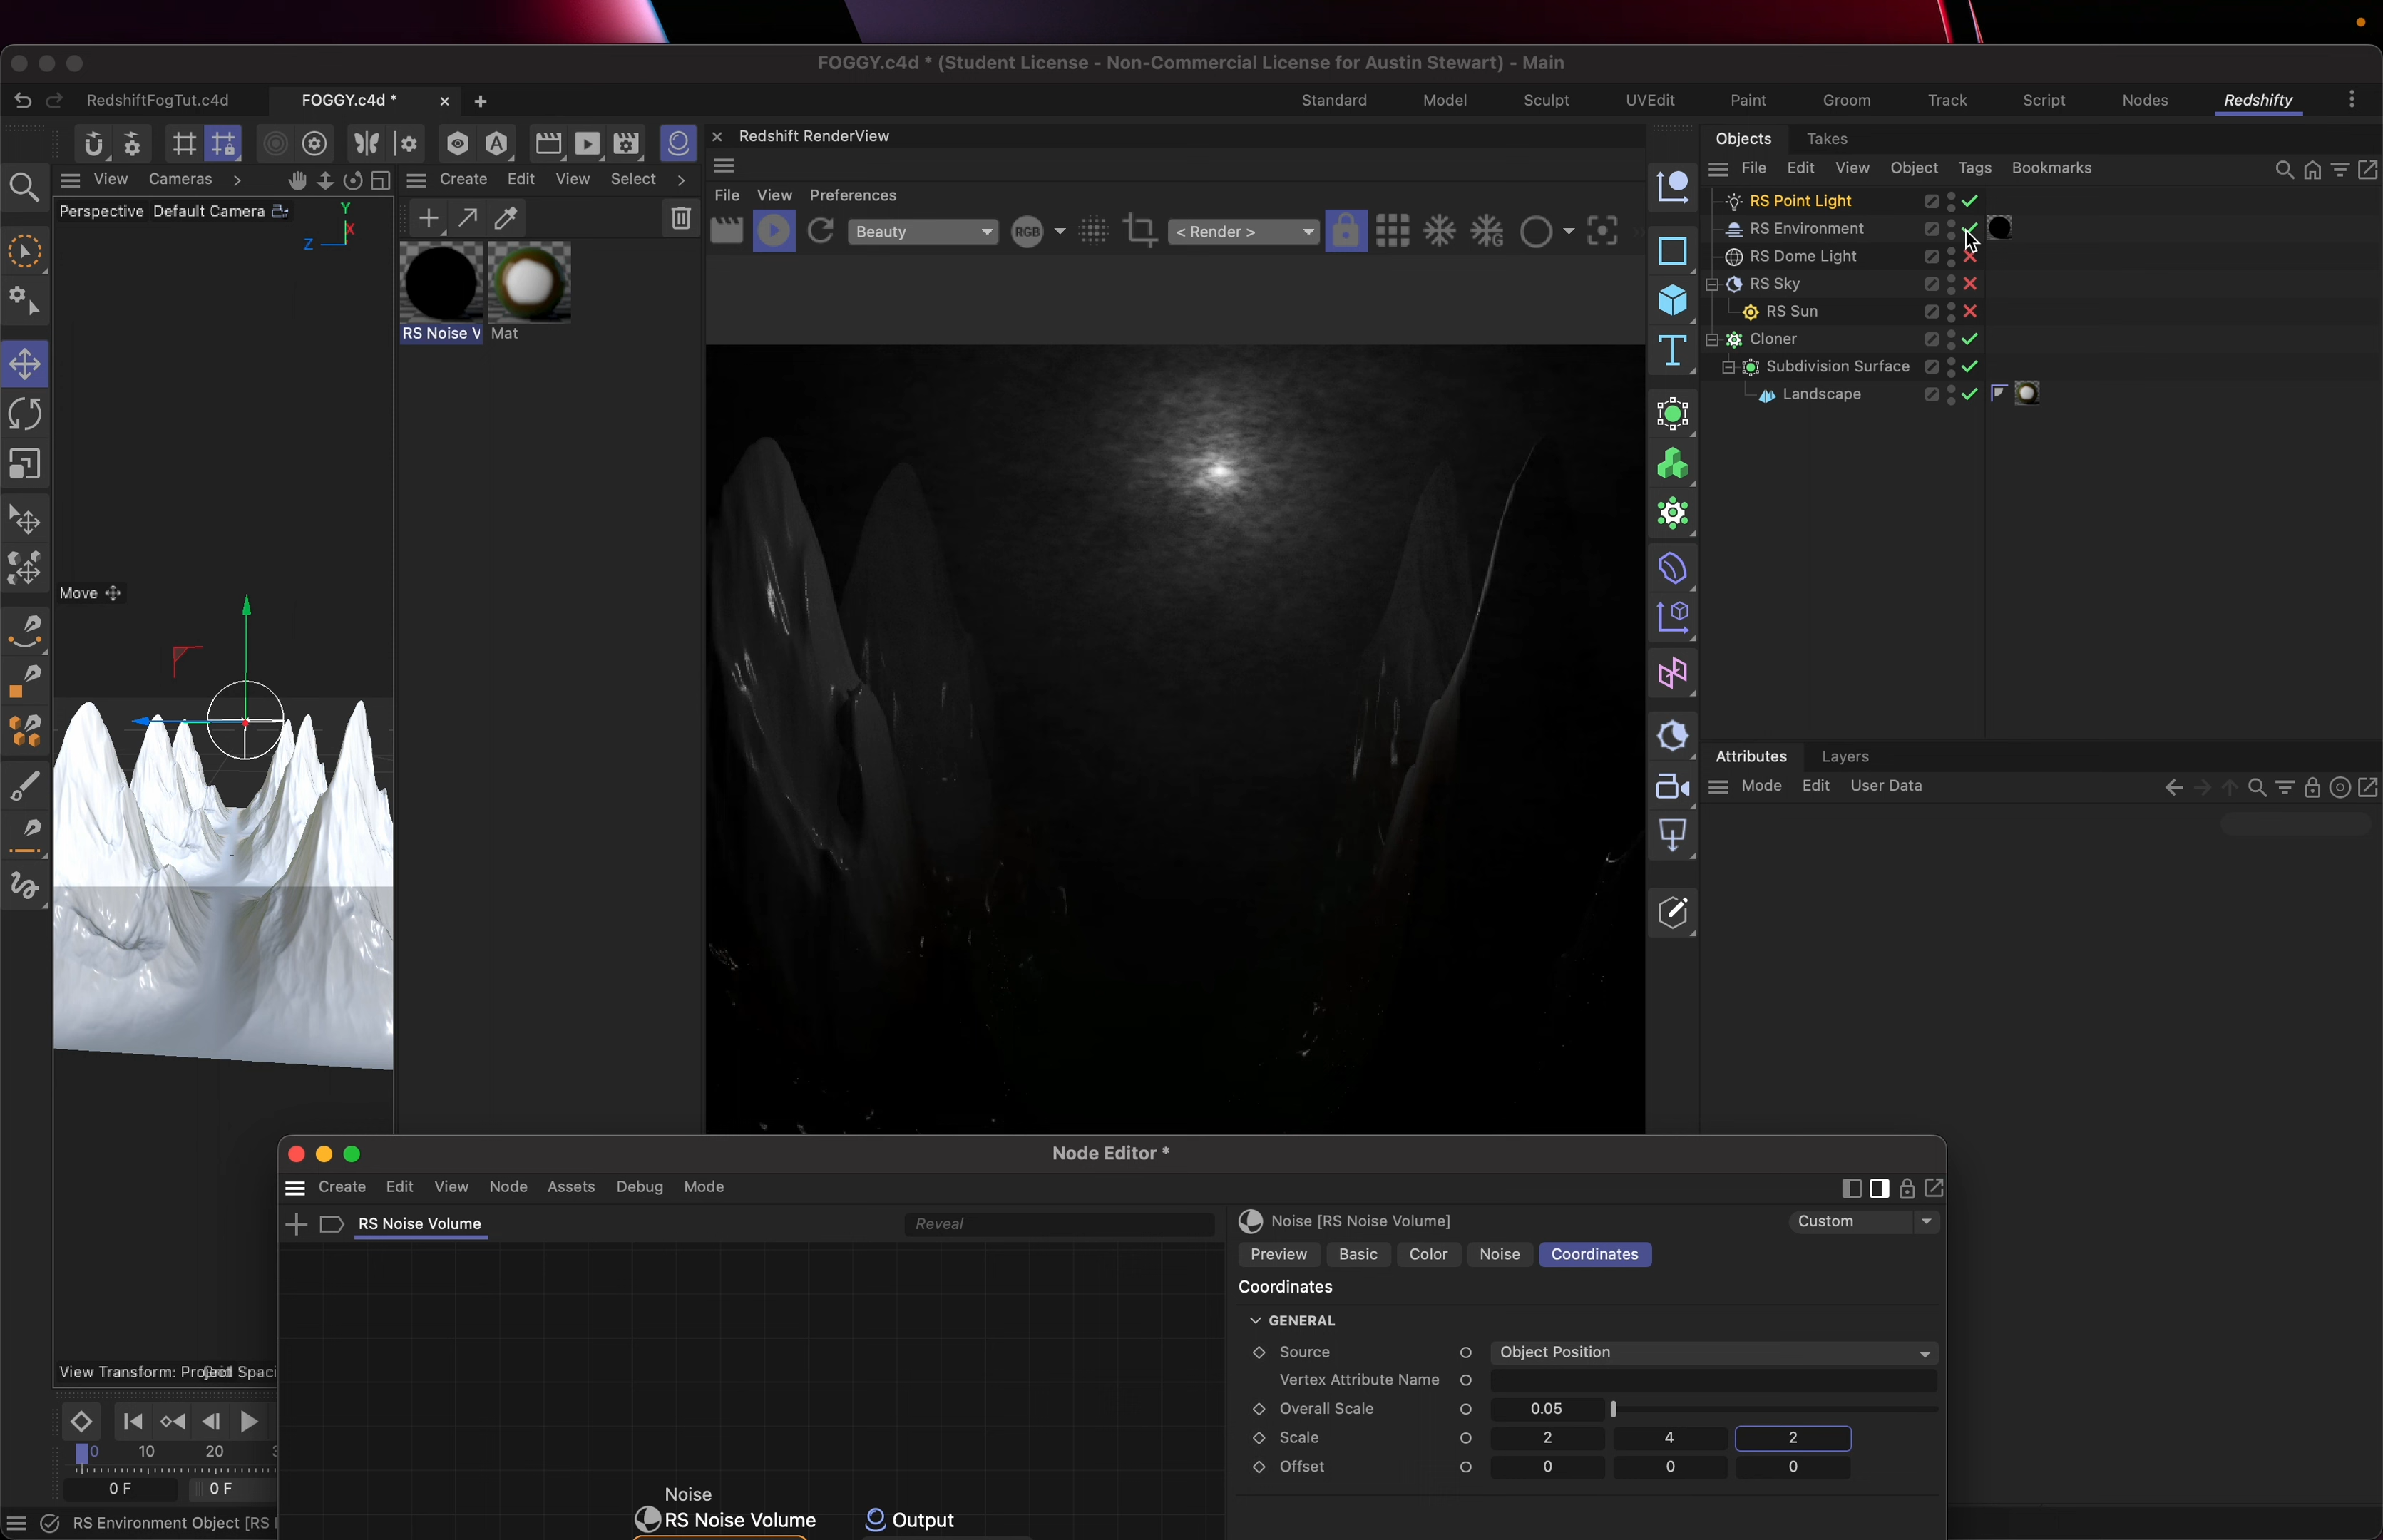 FOGGY.c4d * (Student License - Non-Commercial License for Austin Stewart) - Main
RedshiftFogTut.c4d FOGGY.c4d * Standard Model Sculpt UVEdit Paint Groom Track Script Nodes Redshifty
Redshift RenderView
Objects Takes
File Edit View Object Tags Bookmarks
View Cameras
Create Edit View Select
File View Preferences
Perspective Default Camera
Beauty RGB < Render >
RS Noise V Mat
RS Point Light
RS Environment
RS Dome Light
RS Sky
RS Sun
Cloner
Subdivision Surface
Landscape
Move
Y
X
Z
Attributes Layers
Mode Edit User Data
Node Editor *
Create Edit View Node Assets Debug Mode
RS Noise Volume Reveal
Noise [RS Noise Volume] Custom
Preview Basic Color Noise Coordinates
Coordinates
GENERAL
Source Object Position
Vertex Attribute Name
Overall Scale 0.05
Scale 2 4 2
Offset 0 0 0
Noise
RS Noise Volume Output
View Transform: Project Spaci
0 10 20
0 F 0 F
RS Environment Object [RS